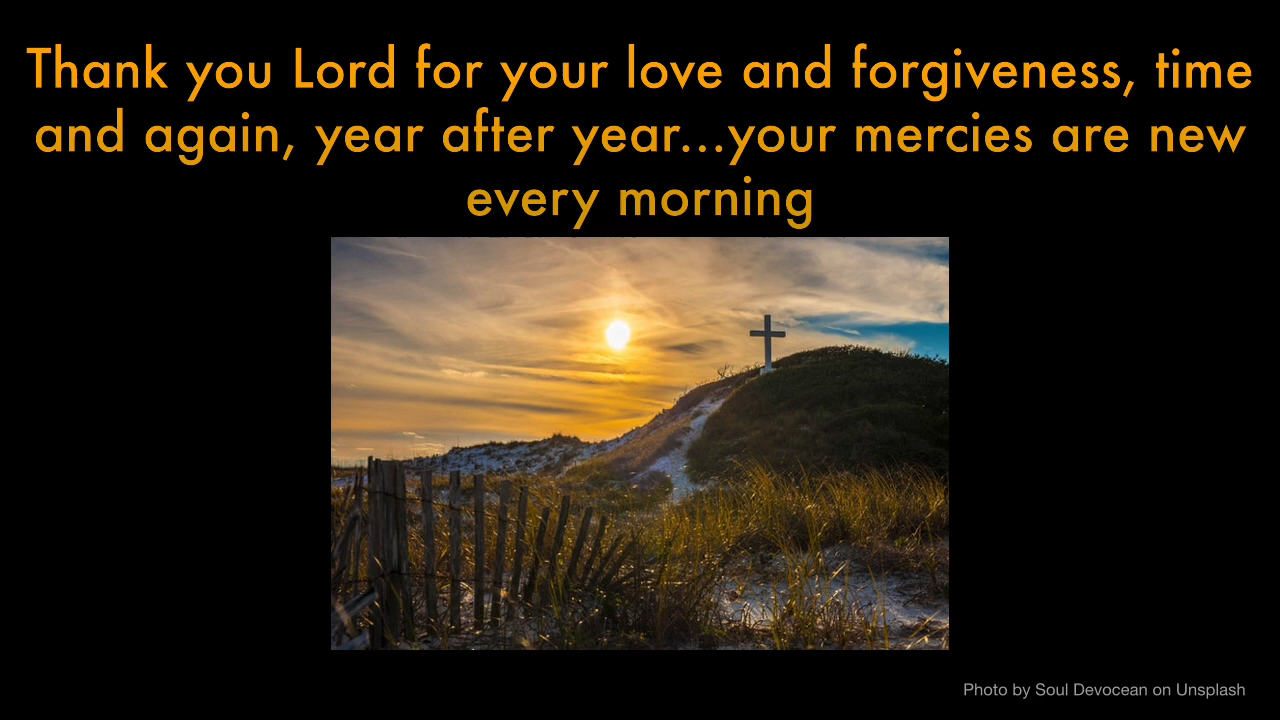 Thank you Lord for your love and forgiveness, time
and again, year after year...your mercies are new
every morning
Photo by Soul Devocean on Unsplash